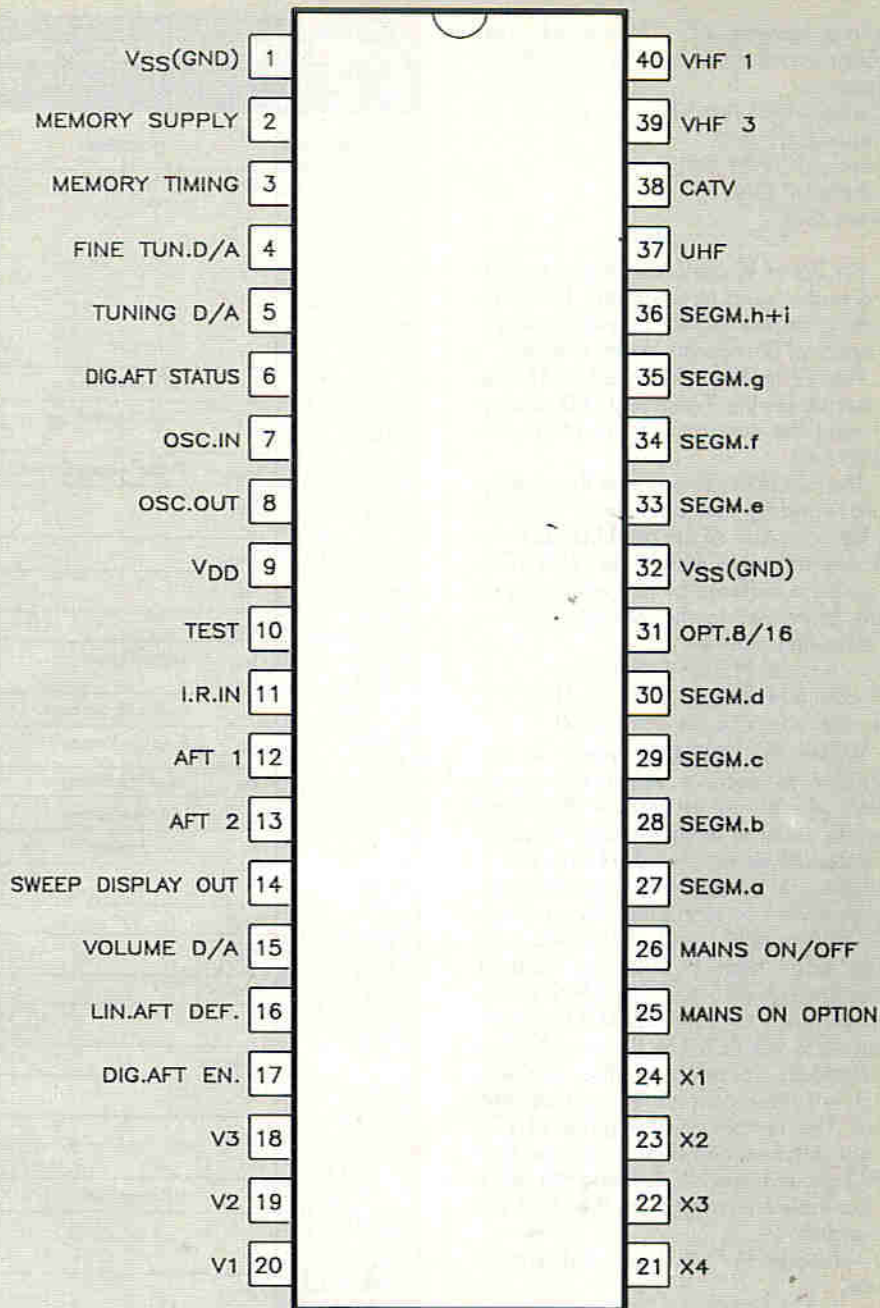 VSS(GND) 1
MEMORY SUPPLY 2
MEMORY TIMING 3
FINE TUN.D/A 4
TUNING D/A 5
DIG.AFT STATUS 6
OSC.IN 7
OSC.OUT 8
VDD 9
TEST 10
I.R.IN 11
AFT 1 12
AFT 2 13
SWEEP DISPLAY OUT 14
VOLUME D/A 15
LIN.AFT DEF. 16
DIG.AFT EN. 17
V3 18
V2 19
V1 20
40 VHF 1
39 VHF 3
38 CATV
37 UHF
36 SEGM.h+i
35 SEGM.g
34 SEGM.f
33 SEGM.e
32 VSS(GND)
31 OPT.8/16
30 SEGM.d
29 SEGM.c
28 SEGM.b
27 SEGM.a
26 MAINS ON/OFF
25 MAINS ON OPTION
24 X1
23 X2
22 X3
21 X4